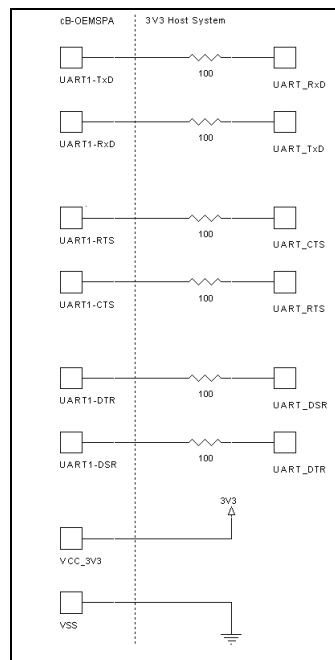 cB-OEMSPA 3V3 Host System
UART1-TxD
100
UART_RxD
UART1-RxD
100
UART_TxD
UART1-RTS
100
UART_CTS
UART1-CTS
100
UART_RTS
UART1-DTR
100
UART_DSR
UART1-DSR
100
UART_DTR
3V3
VCC_3V3
VSS